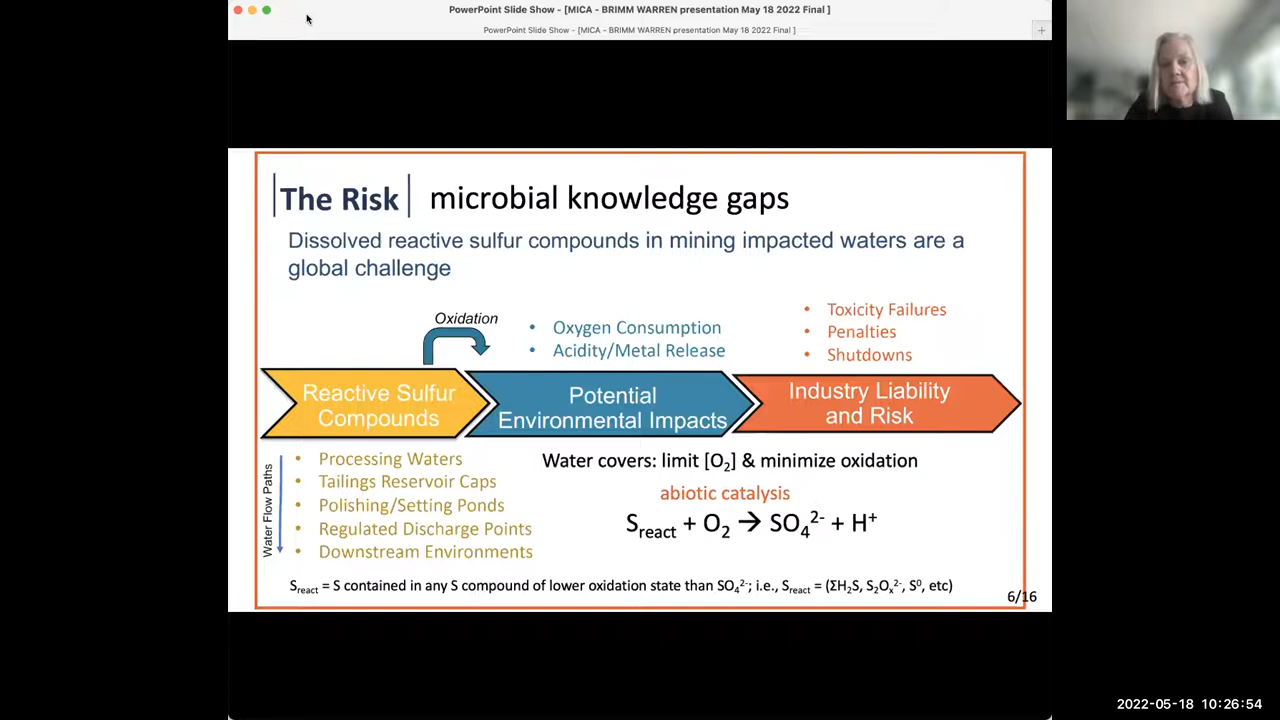 PowerPoint Slide Show - [MICA - BRIMM WARREN presentation May 18 2022 Final ]
PowerPoint Slide Show - [MICA - BRIMM WARREN presentation May 18 2022 Final ]
The Risk microbial knowledge gaps
Dissolved reactive sulfur compounds in mining impacted waters are a
global challenge
Oxidation
• Oxygen Consumption
• Acidity/Metal Release
• Toxicity Failures
• Penalties
• Shutdowns
Reactive Sulfur
Compounds
Potential
Environmental Impacts
Industry Liability
and Risk
Water Flow Paths
• Processing Waters
• Tailings Reservoir Caps
• Polishing/Setting Ponds
• Regulated Discharge Points
• Downstream Environments
Water covers: limit [O₂] & minimize oxidation
abiotic catalysis
S_react + O₂ → SO₄²⁻ + H⁺
S_react = S contained in any S compound of lower oxidation state than SO₄²⁻; i.e., S_react = (ΣH₂S, S₂Oₓ²⁻, S⁰, etc)
6/16
2022-05-18 10:26:54